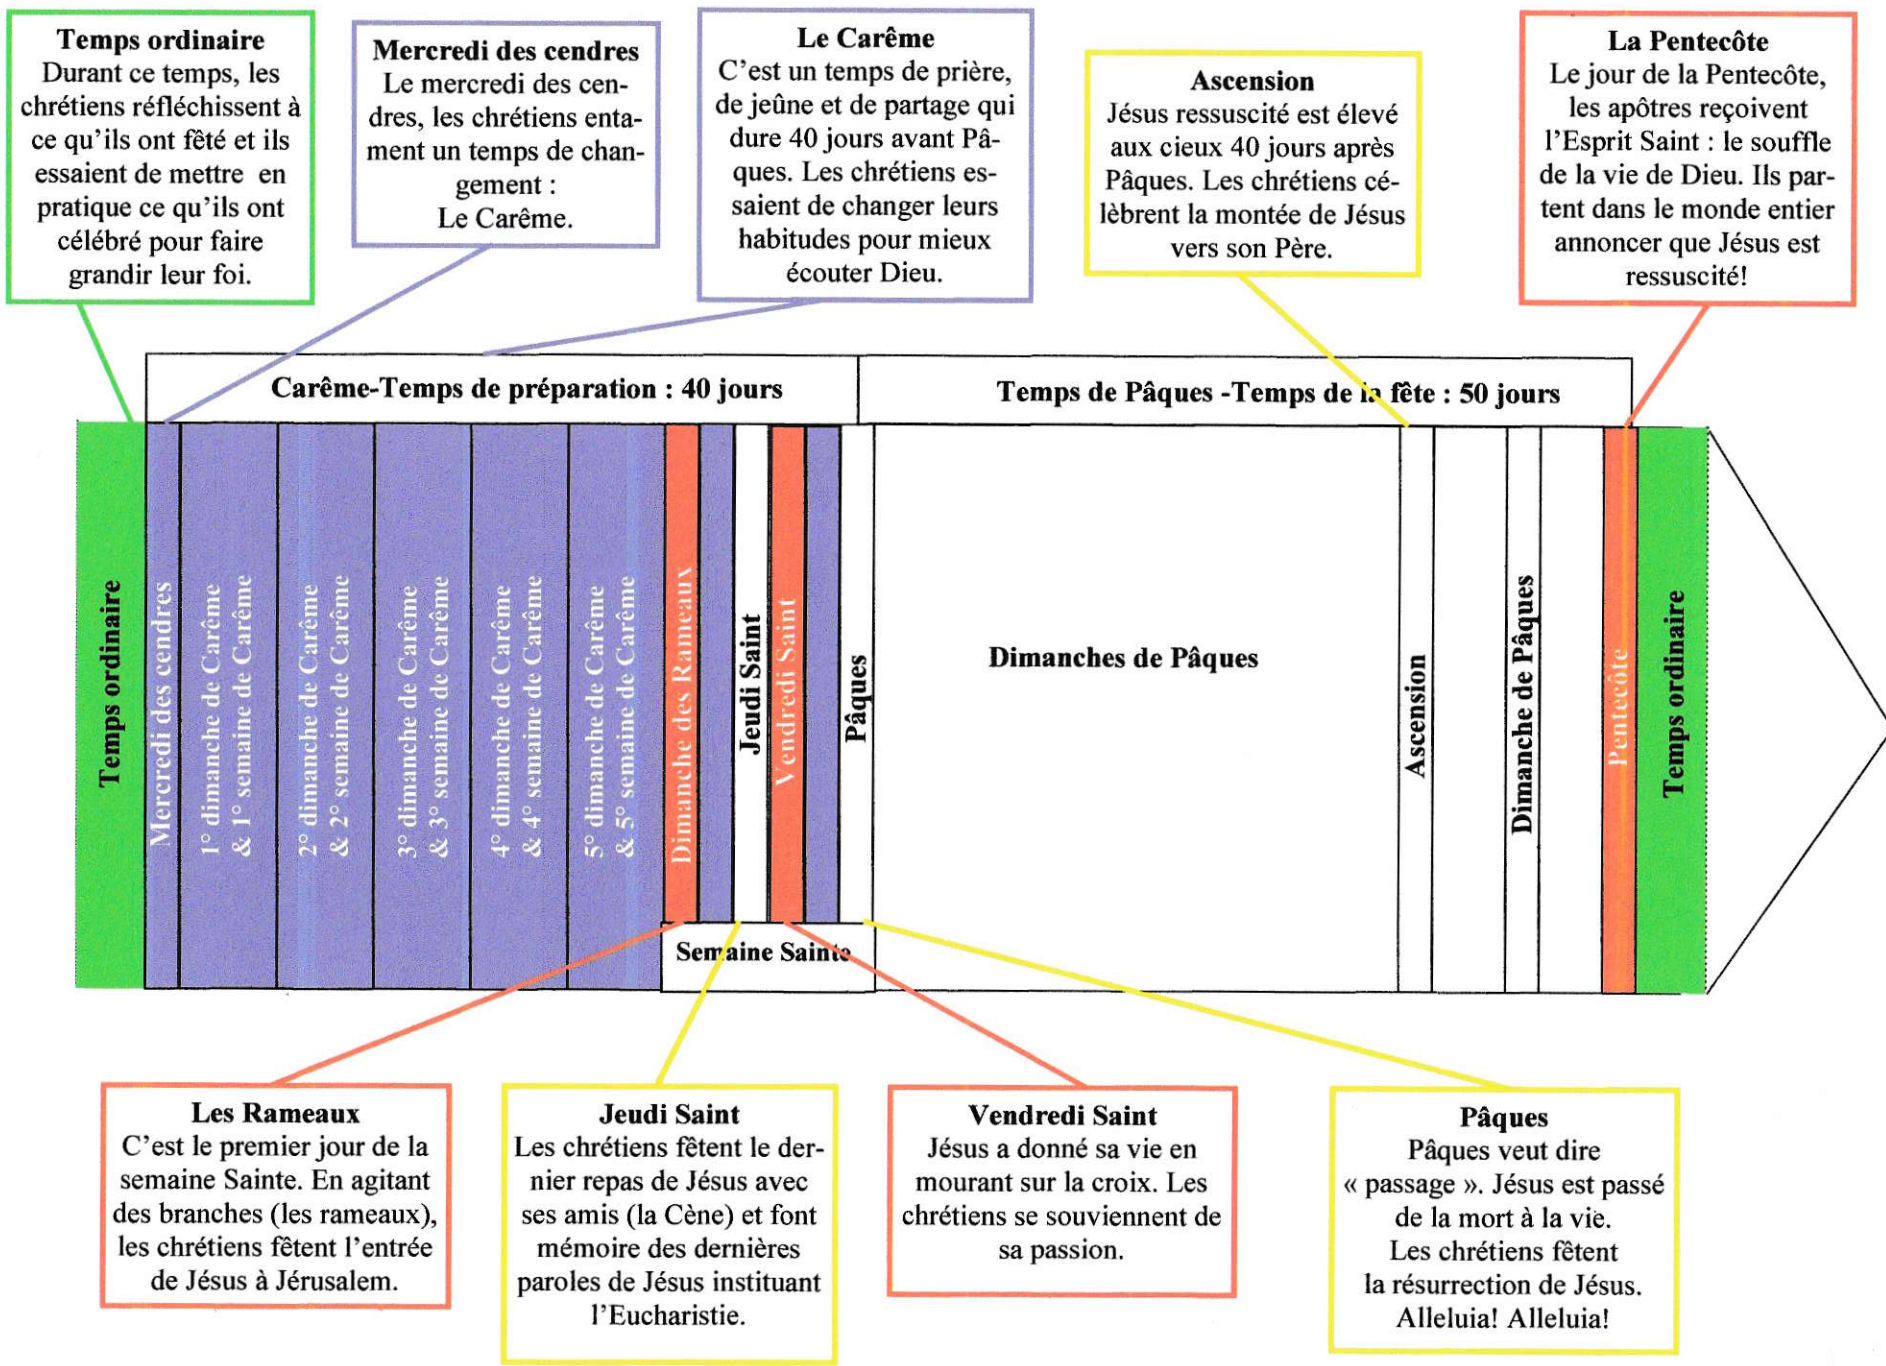 Temps ordinaire
Durant ce temps, les
chrétiens réfléchissent à
ce qu’ils ont fêté et ils
essaient de mettre en
pratique ce qu’ils ont
célébré pour faire
grandir leur foi.
Mercredi des cendres
Le mercredi des cen-
dres, les chrétiens enta-
ment un temps de chan-
gement :
Le Carême.
Le Carême
C’est un temps de prière,
de jeûne et de partage qui
dure 40 jours avant Pâ-
ques. Les chrétiens es-
saient de changer leurs
habitudes pour mieux
écouter Dieu.
Ascension
Jésus ressuscité est élevé
aux cieux 40 jours après
Pâques. Les chrétiens cé-
lèbrent la montée de Jésus
vers son Père.
La Pentecôte
Le jour de la Pentecôte,
les apôtres reçoivent
l’Esprit Saint : le souffle
de la vie de Dieu. Ils par-
tent dans le monde entier
annoncer que Jésus est
ressuscité!
Carême-Temps de préparation : 40 jours
Temps de Pâques -Temps de la fête : 50 jours
Temps ordinaire
Mercredi des cendres
1° dimanche de Carême
& 1° semaine de Carême
2° dimanche de Carême
& 2° semaine de Carême
3° dimanche de Carême
& 3° semaine de Carême
4° dimanche de Carême
& 4° semaine de Carême
5° dimanche de Carême
& 5° semaine de Carême
Dimanche des Rameaux
Jeudi Saint
Vendredi Saint
Pâques
Dimanches de Pâques
Ascension
Dimanche de Pâques
Pentecôte
Temps ordinaire
Semaine Sainte
Les Rameaux
C’est le premier jour de la
semaine Sainte. En agitant
des branches (les rameaux),
les chrétiens fêtent l’entrée
de Jésus à Jérusalem.
Jeudi Saint
Les chrétiens fêtent le der-
nier repas de Jésus avec
ses amis (la Cène) et font
mémoire des dernières
paroles de Jésus instituant
l’Eucharistie.
Vendredi Saint
Jésus a donné sa vie en
mourant sur la croix. Les
chrétiens se souviennent de
sa passion.
Pâques
Pâques veut dire
« passage ». Jésus est passé
de la mort à la vie.
Les chrétiens fêtent
la résurrection de Jésus.
Alleluia! Alleluia!